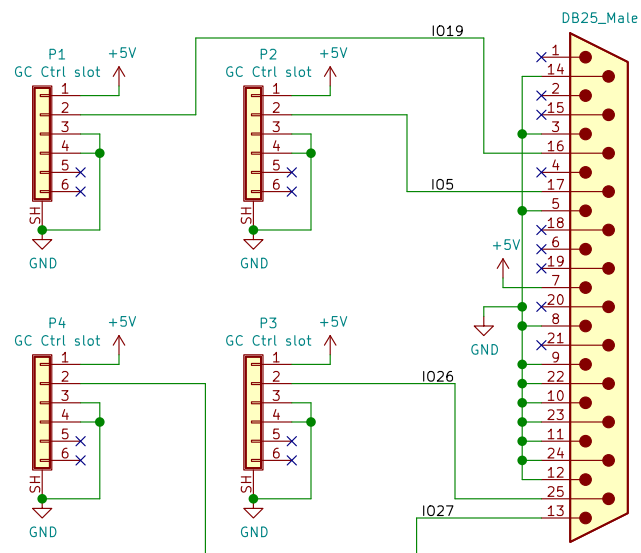 DB25_Male
P1
GC Ctrl slot
+5V
1
2
3
4
5
6
SH
GND
P2
GC Ctrl slot
+5V
1
2
3
4
5
6
SH
GND
IO19
IO5
+5V
GND
1
14
2
15
3
16
4
17
5
18
6
19
7
20
8
21
9
22
10
23
11
24
12
25
13
P4
GC Ctrl slot
+5V
1
2
3
4
5
6
SH
GND
P3
GC Ctrl slot
+5V
1
2
3
4
5
6
SH
GND
IO26
IO27